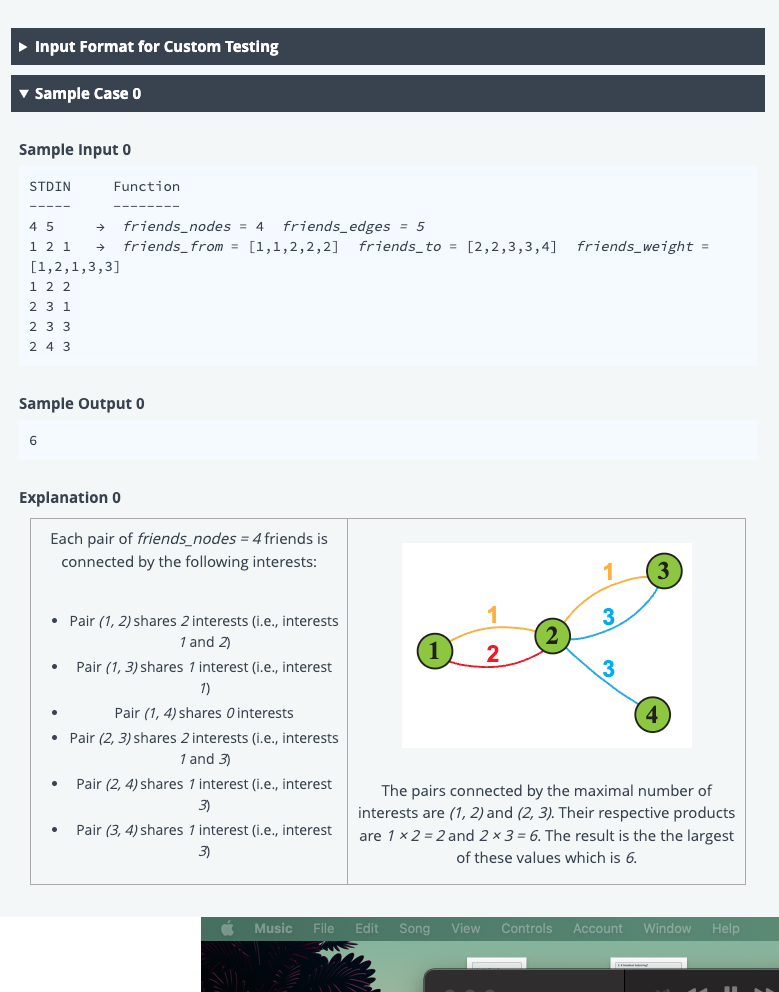 Input Format for Custom Testing
Sample Case 0
Sample Input 0
STDIN Function
----- --------
4 5 → friends_nodes = 4 friends_edges = 5
1 2 1 → friends_from = [1,1,2,2,2] friends_to = [2,2,3,3,4] friends_weight =
[1,2,1,3,3]
1 2 2
2 3 1
2 3 3
2 4 3
Sample Output 0
6
Explanation 0
Each pair of friends_nodes = 4 friends is
connected by the following interests:
• Pair (1, 2) shares 2 interests (i.e., interests
1 and 2)
• Pair (1, 3) shares 1 interest (i.e., interest
1)
• Pair (1, 4) shares 0 interests
• Pair (2, 3) shares 2 interests (i.e., interests
1 and 3)
• Pair (2, 4) shares 1 interest (i.e., interest
3)
• Pair (3, 4) shares 1 interest (i.e., interest
3)
1
3
1
3
2
1
2
3
4
The pairs connected by the maximal number of
interests are (1, 2) and (2, 3). Their respective products
are 1 × 2 = 2 and 2 × 3 = 6. The result is the the largest
of these values which is 6.
Music File Edit Song View Controls Account Window Help